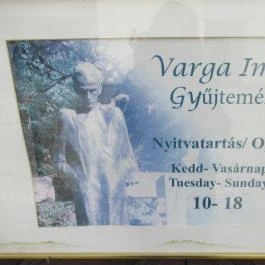 Varga Im
Gyűjtemé
Nyitvatartás/ O
Kedd- Vasárnap
Tuesday- Sunday
10- 18